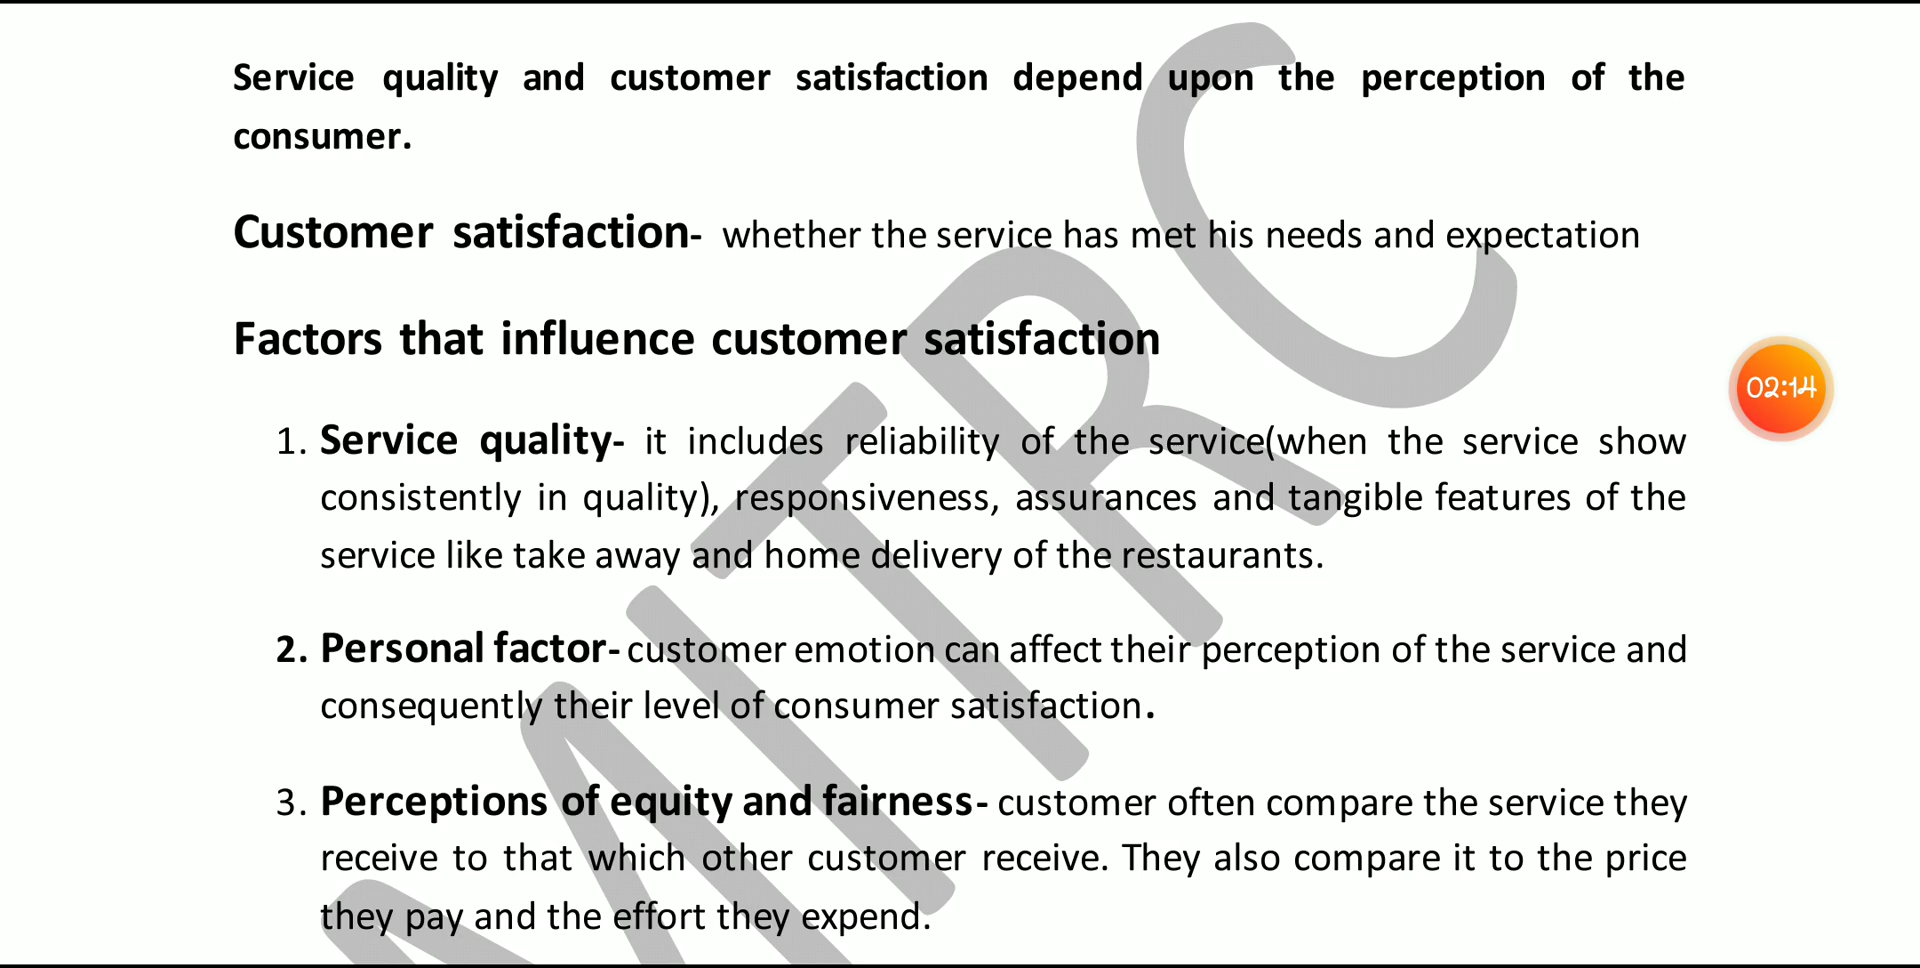 Service quality and customer satisfaction depend upon the perception of the
consumer.
Customer satisfaction- whether the service has met his needs and expectation
Factors that influence customer satisfaction
02:14
1. Service quality- it includes reliability of the service(when the service show
consistently in quality), responsiveness, assurances and tangible features of the
service like take away and home delivery of the restaurants.
2. Personal factor- customer emotion can affect their perception of the service and
consequently their level of consumer satisfaction.
3. Perceptions of equity and fairness- customer often compare the service they
receive to that which other customer receive. They also compare it to the price
they pay and the effort they expend.
MITRC